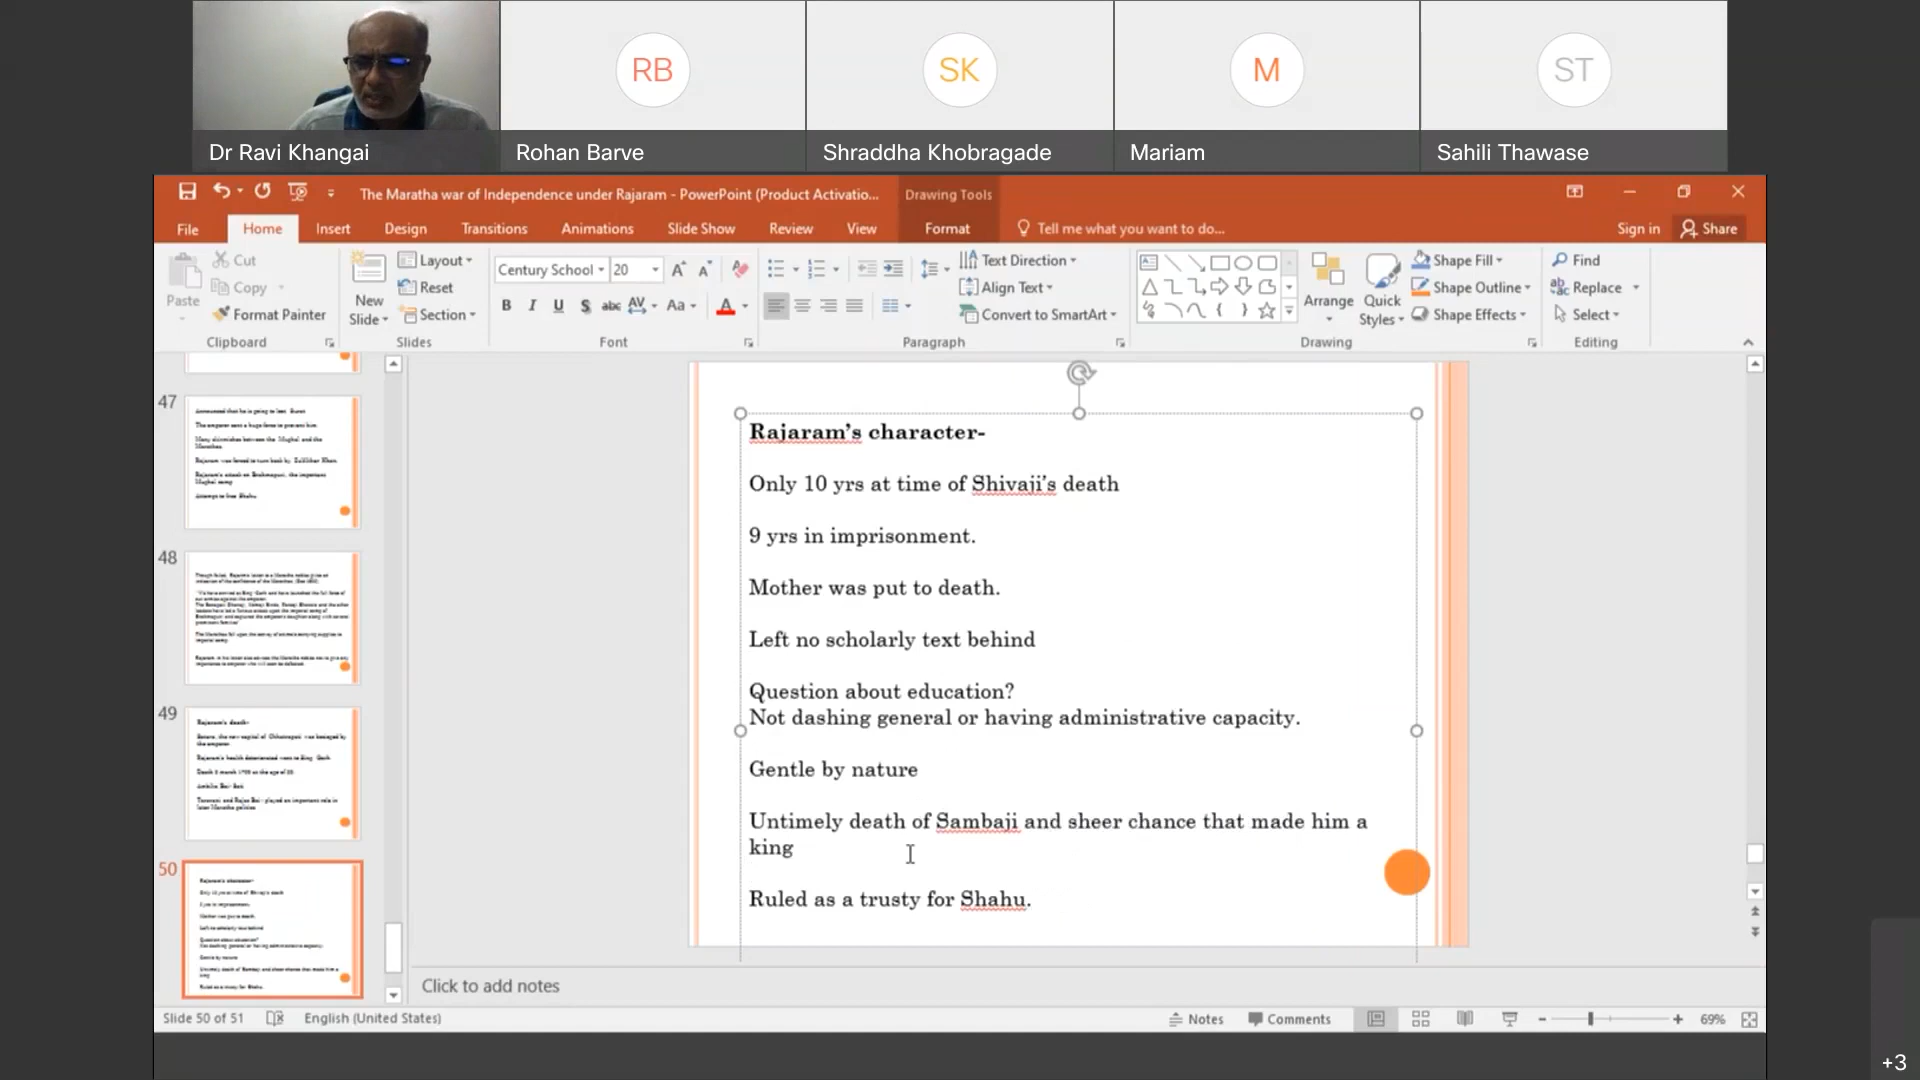 RB
SK
M
ST
Dr Ravi Khangai
Rohan Barve
Shraddha Khobragade
Mariam
Sahili Thawase
The Maratha war of Independence under Rajaram - PowerPoint (Product Activatio...
Drawing Tools
File
Home
Insert
Design
Transitions
Animations
Slide Show
Review
View
Format
Tell me what you want to do...
Sign in
Share
Paste
Cut
Copy
Format Painter
Clipboard
New
Slide
Layout
Reset
Section
Slides
Century School
20
B I U S abc AV Aa A
Font
Text Direction
Align Text
Convert to SmartArt
Paragraph
Arrange
Quick
Styles
Shape Fill
Shape Outline
Shape Effects
Drawing
Find
Replace
Select
Editing
47
48
49
Rajaram's death-
50
Rajaram's character-
Only 10 yrs at time of Shivaji's death
9 yrs in imprisonment.
Mother was put to death.
Left no scholarly text behind
Question about education?
Not dashing general or having administrative capacity.
Gentle by nature
Untimely death of Sambaji and sheer chance that made him a
king
Ruled as a trusty for Shahu.
Click to add notes
Slide 50 of 51
English (United States)
Notes
Comments
69%
+3